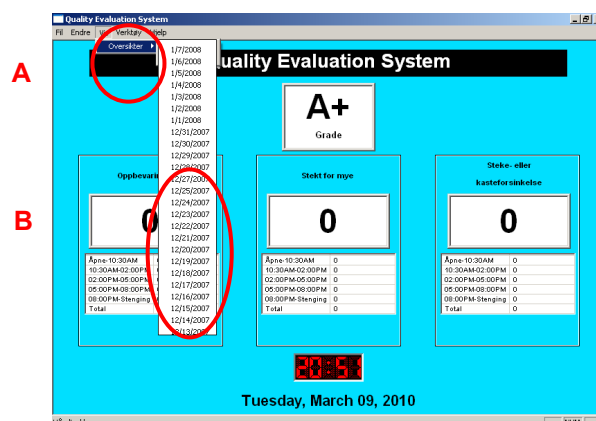 Quality Evaluation System
Fil Endre Vis Verktøy Hjelp
Oversikter
1/7/2008
1/6/2008
1/5/2008
1/4/2008
1/3/2008
1/2/2008
1/1/2008
12/31/2007
12/30/2007
12/29/2007
12/28/2007
12/27/2007
12/25/2007
12/24/2007
12/23/2007
12/22/2007
12/21/2007
12/20/2007
12/19/2007
12/18/2007
12/17/2007
12/16/2007
12/15/2007
12/14/2007
12/13/2007
A
uality Evaluation System
A+
Grade
B
Oppbevarin
0
Åpne-10:30AM
10:30AM-02:00PM
02:00PM-05:00PM
05:00PM-08:00PM
08:00PM-Stenging
Total
Stekt for mye
0
Åpne-10:30AM 0
10:30AM-02:00PM 0
02:00PM-05:00PM 0
05:00PM-08:00PM 0
08:00PM-Stenging 0
Total 0
Steke- eller
kasteforsinkelse
0
Åpne-10:30AM 0
10:30AM-02:00PM 0
02:00PM-05:00PM 0
05:00PM-08:00PM 0
08:00PM-Stenging 0
Total 0
Tuesday, March 09, 2010